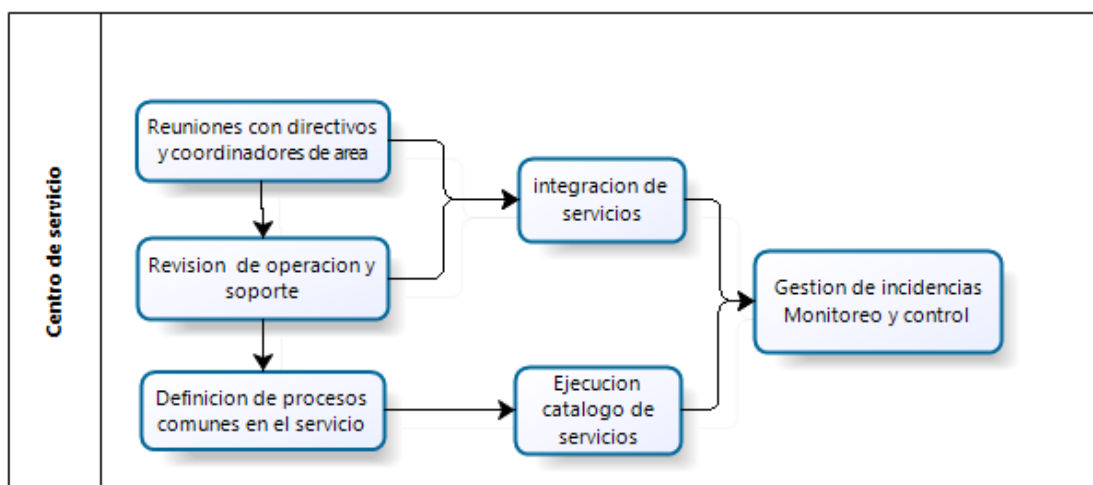 Centro de servicio
Reuniones con directivos
y coordinadores de area
Revision de operacion y
soporte
Definicion de procesos
comunes en el servicio
integracion de
servicios
Ejecucion
catalogo de
servicios
Gestion de incidencias
Monitoreo y control